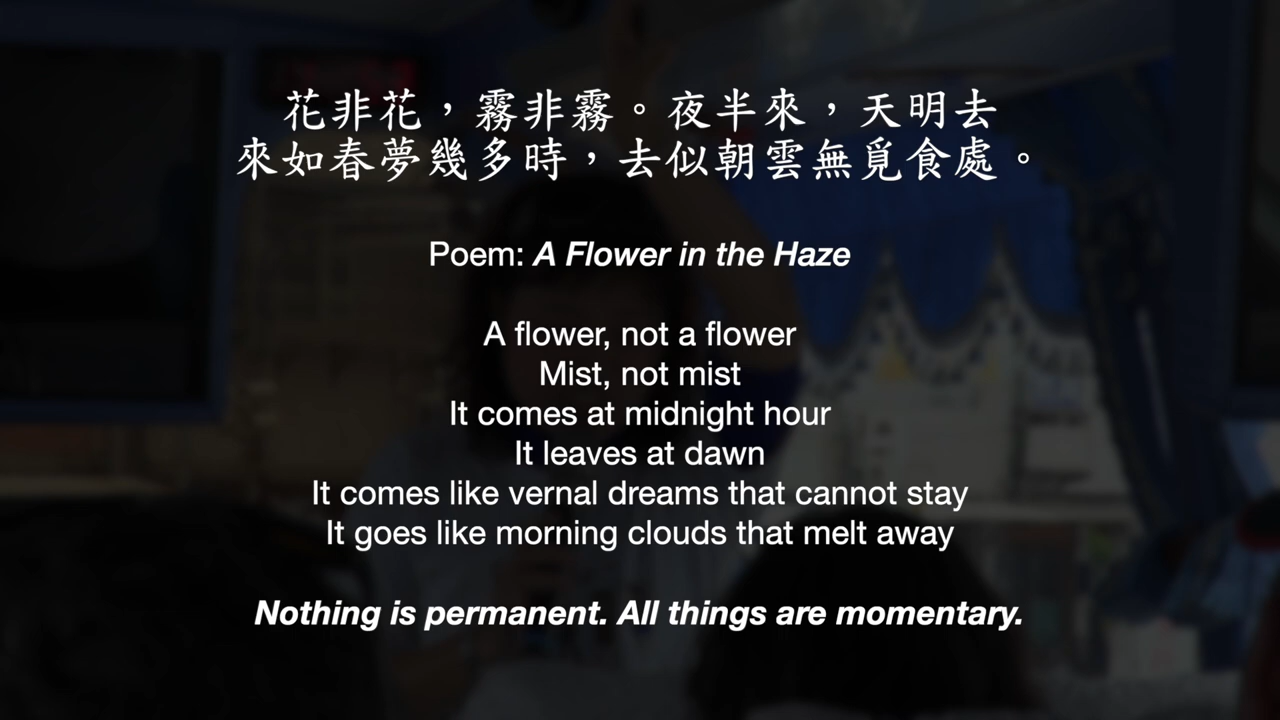 花非花，霧非霧。夜半來，天明去
來如春夢幾多時，去似朝雲無覓食處。
Poem: A Flower in the Haze
A flower, not a flower
Mist, not mist
It comes at midnight hour
It leaves at dawn
It comes like vernal dreams that cannot stay
It goes like morning clouds that melt away
Nothing is permanent. All things are momentary.